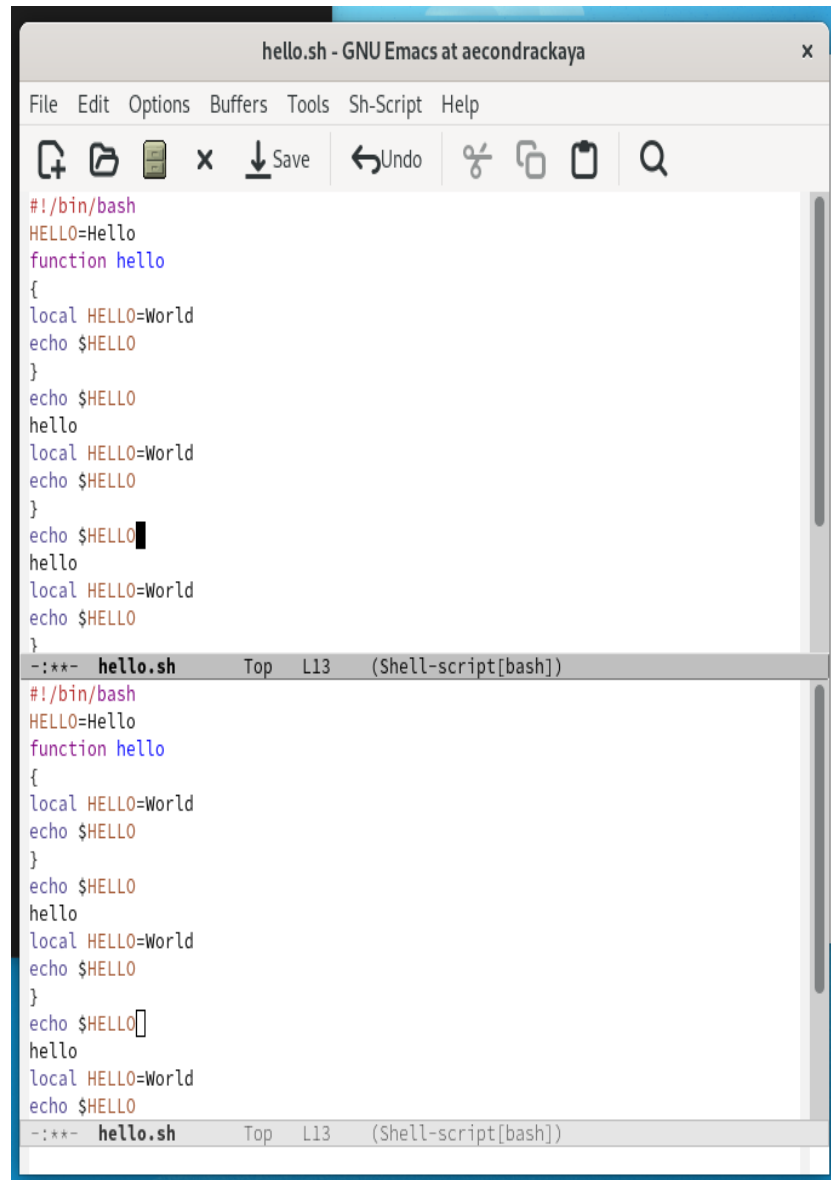 hello.sh - GNU Emacs at aecondrackaya
File Edit Options Buffers Tools Sh-Script Help
Save Undo
#!/bin/bash
HELLO=Hello
function hello
{
local HELLO=World
echo $HELLO
}
echo $HELLO
hello
local HELLO=World
echo $HELLO
}
echo $HELLO
hello
local HELLO=World
echo $HELLO
}
-:**- hello.sh Top L13 (Shell-script[bash])
#!/bin/bash
HELLO=Hello
function hello
{
local HELLO=World
echo $HELLO
}
echo $HELLO
hello
local HELLO=World
echo $HELLO
}
echo $HELLO
hello
local HELLO=World
echo $HELLO
-:**- hello.sh Top L13 (Shell-script[bash])